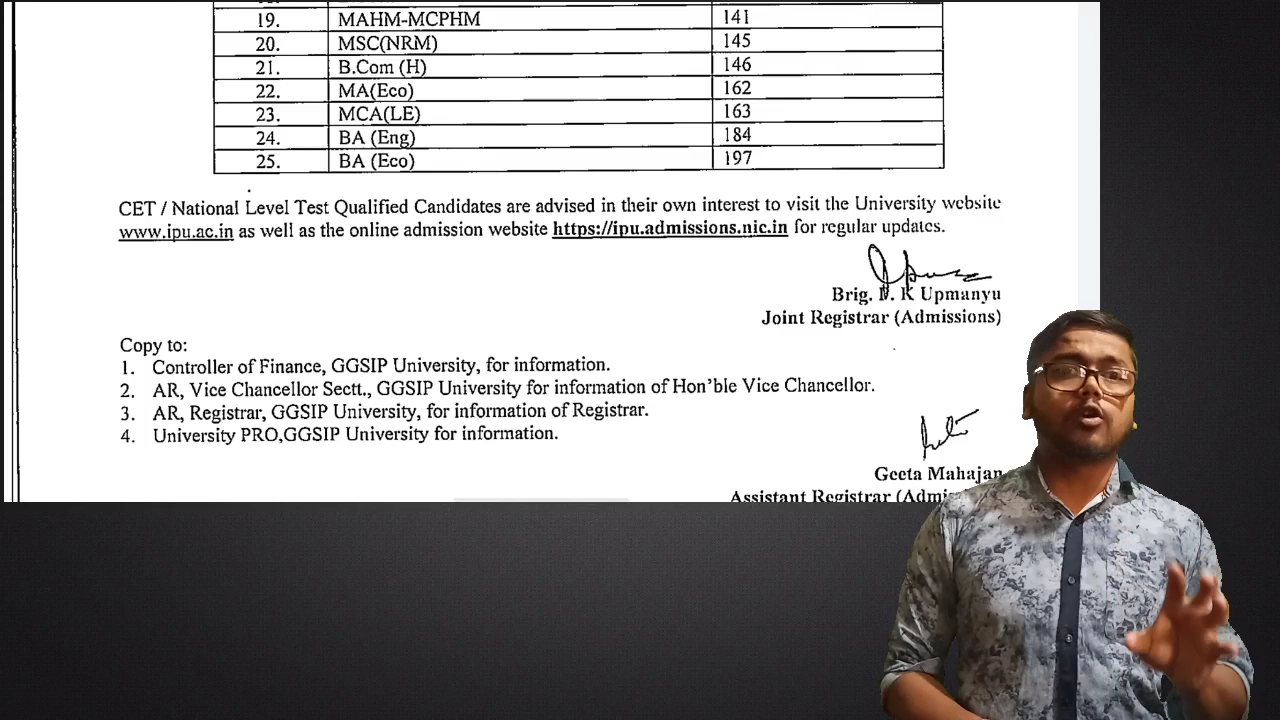 19. MAHM-MCPHM 141
20. MSC(NRM) 145
21. B.Com (H) 146
22. MA(Eco) 162
23. MCA(LE) 163
24. BA (Eng) 184
25. BA (Eco) 197
CET / National Level Test Qualified Candidates are advised in their own interest to visit the University website
www.ipu.ac.in as well as the online admission website https://ipu.admissions.nic.in for regular updates.
Brig. K Upmanyu
Joint Registrar (Admissions)
Copy to:
1. Controller of Finance, GGSIP University, for information.
2. AR, Vice Chancellor Sectt., GGSIP University for information of Hon'ble Vice Chancellor.
3. AR, Registrar, GGSIP University, for information of Registrar.
4. University PRO,GGSIP University for information.
Geeta Mahajan
Assistant Registrar